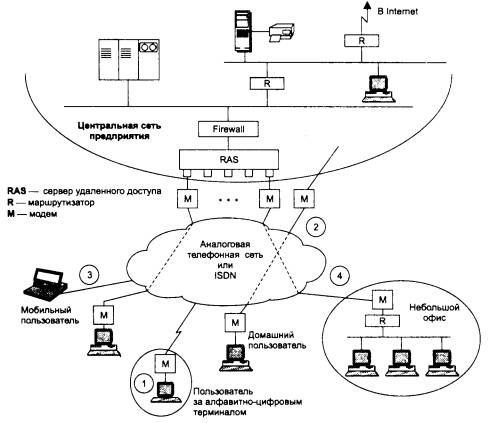 В Internet
R
R
Центральная сеть
предприятия
Firewall
RAS
RAS — сервер удаленного доступа
R — маршрутизатор
М — модем
М
...
М
М
2
Аналоговая
телефонная сеть
или
ISDN
3
4
Мобильный
пользователь
М
М
Домашний
пользователь
М
R
Небольшой
офис
1
М
Пользователь
за алфавитно-цифровым
терминалом